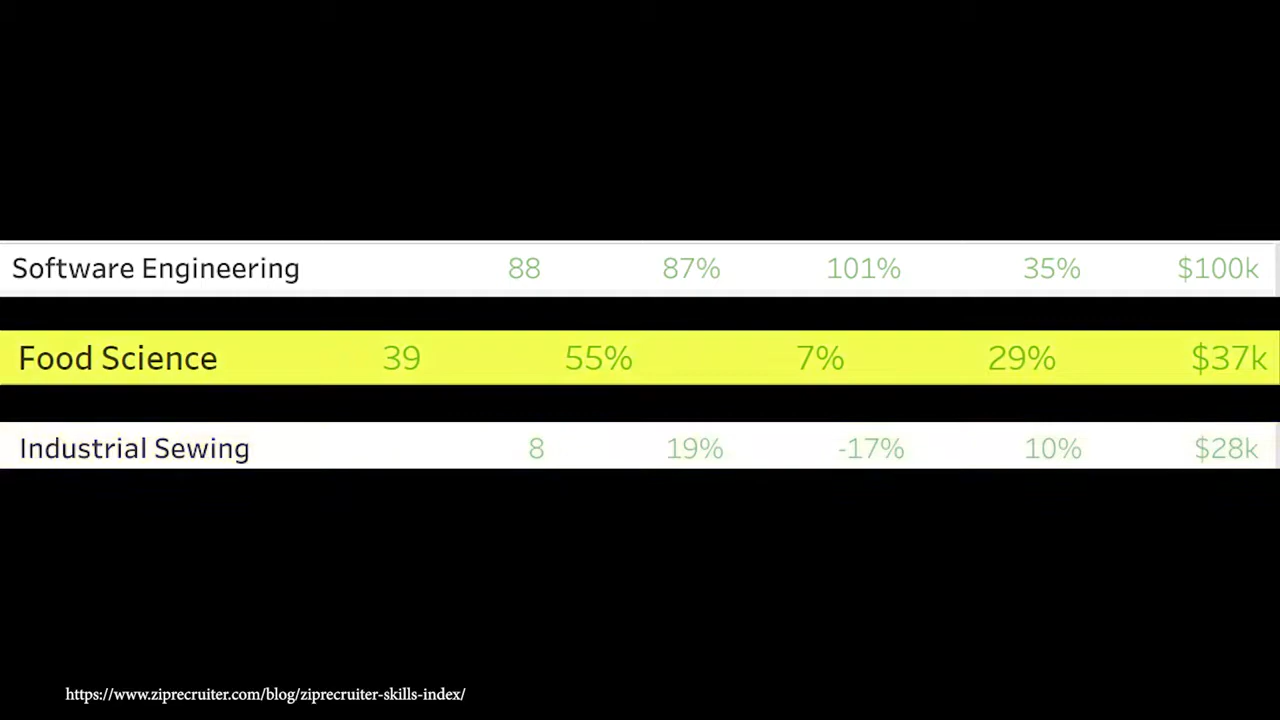 Software Engineering 88 87% 101% 35% $100k
Food Science 39 55% 7% 29% $37k
Industrial Sewing 8 19% -17% 10% $28k
https://www.ziprecruiter.com/blog/ziprecruiter-skills-index/